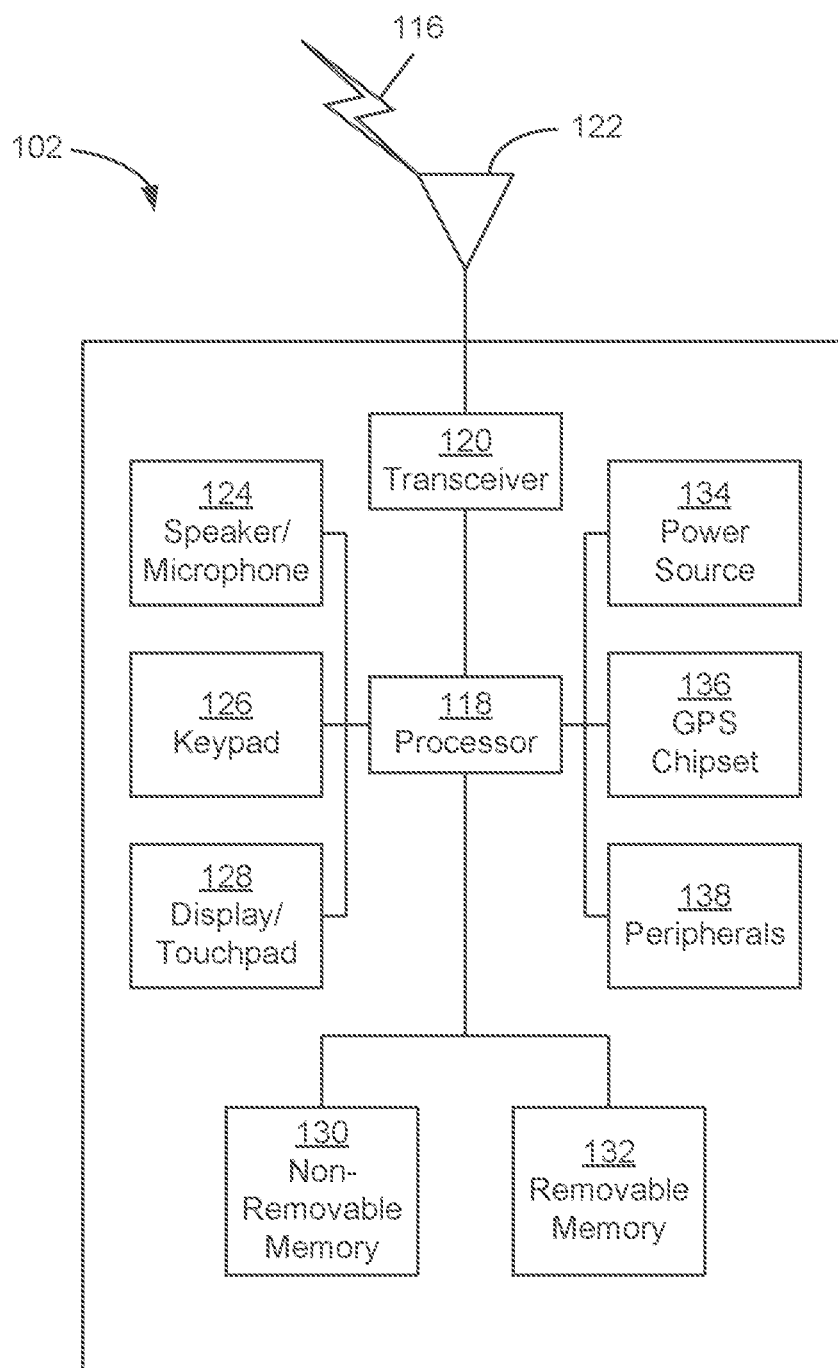 116
122
102
120
Transceiver
124
Speaker/
Microphone
134
Power
Source
126
Keypad
118
Processor
136
GPS
Chipset
128
Display/
Touchpad
138
Peripherals
130
Non-
Removable
Memory
132
Removable
Memory